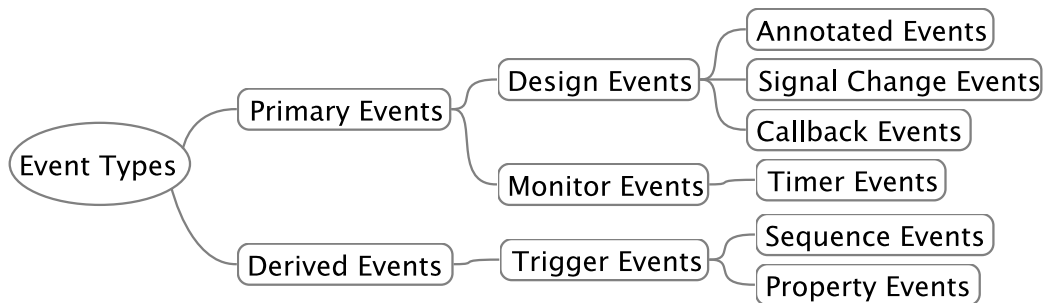 Event Types
Primary Events
Design Events
Annotated Events
Signal Change Events
Callback Events
Monitor Events
Timer Events
Derived Events
Trigger Events
Sequence Events
Property Events